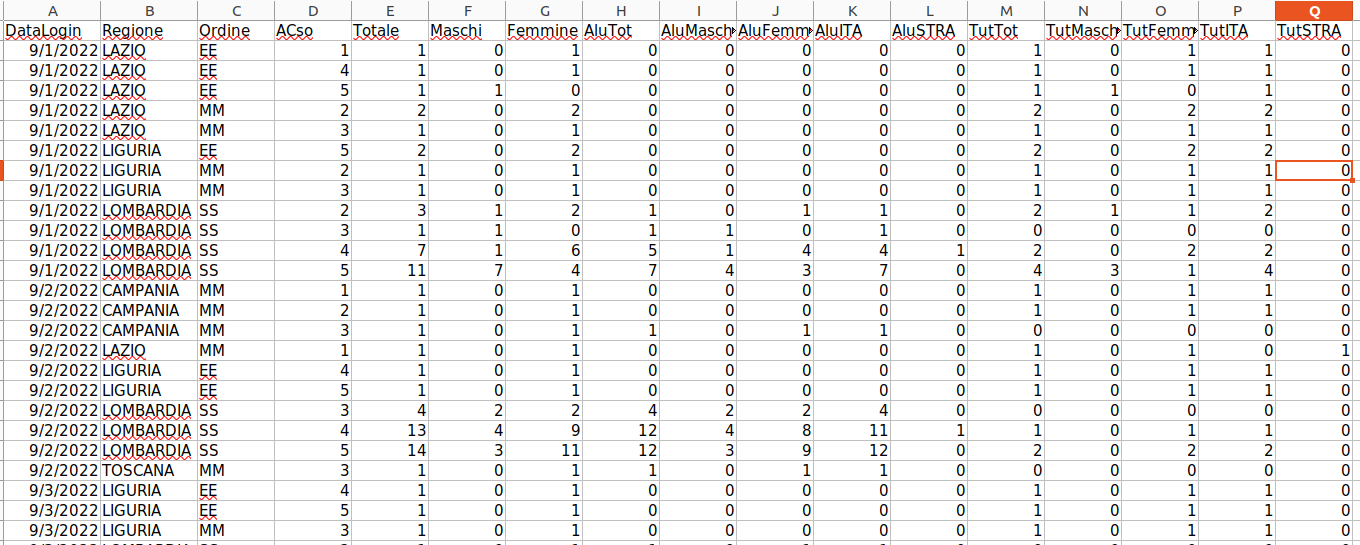 A B C D E F G H I J K L M N O P Q
DataLogin Regione Ordine ACso Totale Maschi Femmine AluTot AluMasch AluFemm AluITA AluSTRA TutTot TutMasch TutFemm TutITA TutSTRA
9/1/2022 LAZIO EE 1 1 0 1 0 0 0 0 0 1 0 1 1 0
9/1/2022 LAZIO EE 4 1 0 1 0 0 0 0 0 1 0 1 1 0
9/1/2022 LAZIO EE 5 1 1 0 0 0 0 0 0 1 1 0 1 0
9/1/2022 LAZIO MM 2 2 0 2 0 0 0 0 0 2 0 2 2 0
9/1/2022 LAZIO MM 3 1 0 1 0 0 0 0 0 1 0 1 1 0
9/1/2022 LIGURIA EE 5 2 0 2 0 0 0 0 0 2 0 2 2 0
9/1/2022 LIGURIA MM 2 1 0 1 0 0 0 0 0 1 0 1 1 0
9/1/2022 LIGURIA MM 3 1 0 1 0 0 0 0 0 1 0 1 1 0
9/1/2022 LOMBARDIA SS 2 3 1 2 1 0 1 1 0 2 1 1 2 0
9/1/2022 LOMBARDIA SS 3 1 1 0 1 1 0 1 0 0 0 0 0 0
9/1/2022 LOMBARDIA SS 4 7 1 6 5 1 4 4 1 2 0 2 2 0
9/1/2022 LOMBARDIA SS 5 11 7 4 7 4 3 7 0 4 3 1 4 0
9/2/2022 CAMPANIA MM 1 1 0 1 0 0 0 0 0 1 0 1 1 0
9/2/2022 CAMPANIA MM 2 1 0 1 0 0 0 0 0 1 0 1 1 0
9/2/2022 CAMPANIA MM 3 1 0 1 1 0 1 1 0 0 0 0 0 0
9/2/2022 LAZIO MM 1 1 0 1 0 0 0 0 0 1 0 1 0 1
9/2/2022 LIGURIA EE 4 1 0 1 0 0 0 0 0 1 0 1 1 0
9/2/2022 LIGURIA EE 5 1 0 1 0 0 0 0 0 1 0 1 1 0
9/2/2022 LOMBARDIA SS 3 4 2 2 4 2 2 4 0 0 0 0 0 0
9/2/2022 LOMBARDIA SS 4 13 4 9 12 4 8 11 1 1 0 1 1 0
9/2/2022 LOMBARDIA SS 5 14 3 11 12 3 9 12 0 2 0 2 2 0
9/2/2022 TOSCANA MM 3 1 0 1 1 0 1 1 0 0 0 0 0 0
9/3/2022 LIGURIA EE 4 1 0 1 0 0 0 0 0 1 0 1 1 0
9/3/2022 LIGURIA EE 5 1 0 1 0 0 0 0 0 1 0 1 1 0
9/3/2022 LIGURIA MM 3 1 0 1 0 0 0 0 0 1 0 1 1 0